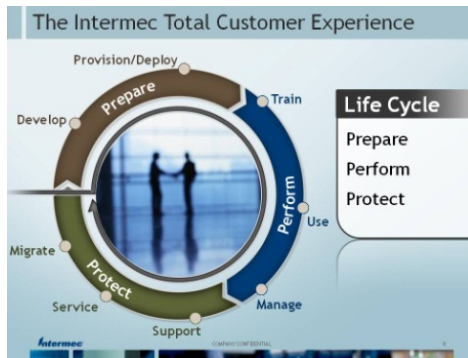 The Intermec Total Customer Experience
Provision/Deploy
Prepare
Develop
Train
Perform
Use
Manage
Protect
Migrate
Service
Support
Life Cycle
Prepare
Perform
Protect
Intermec
COMPANY CONFIDENTIAL